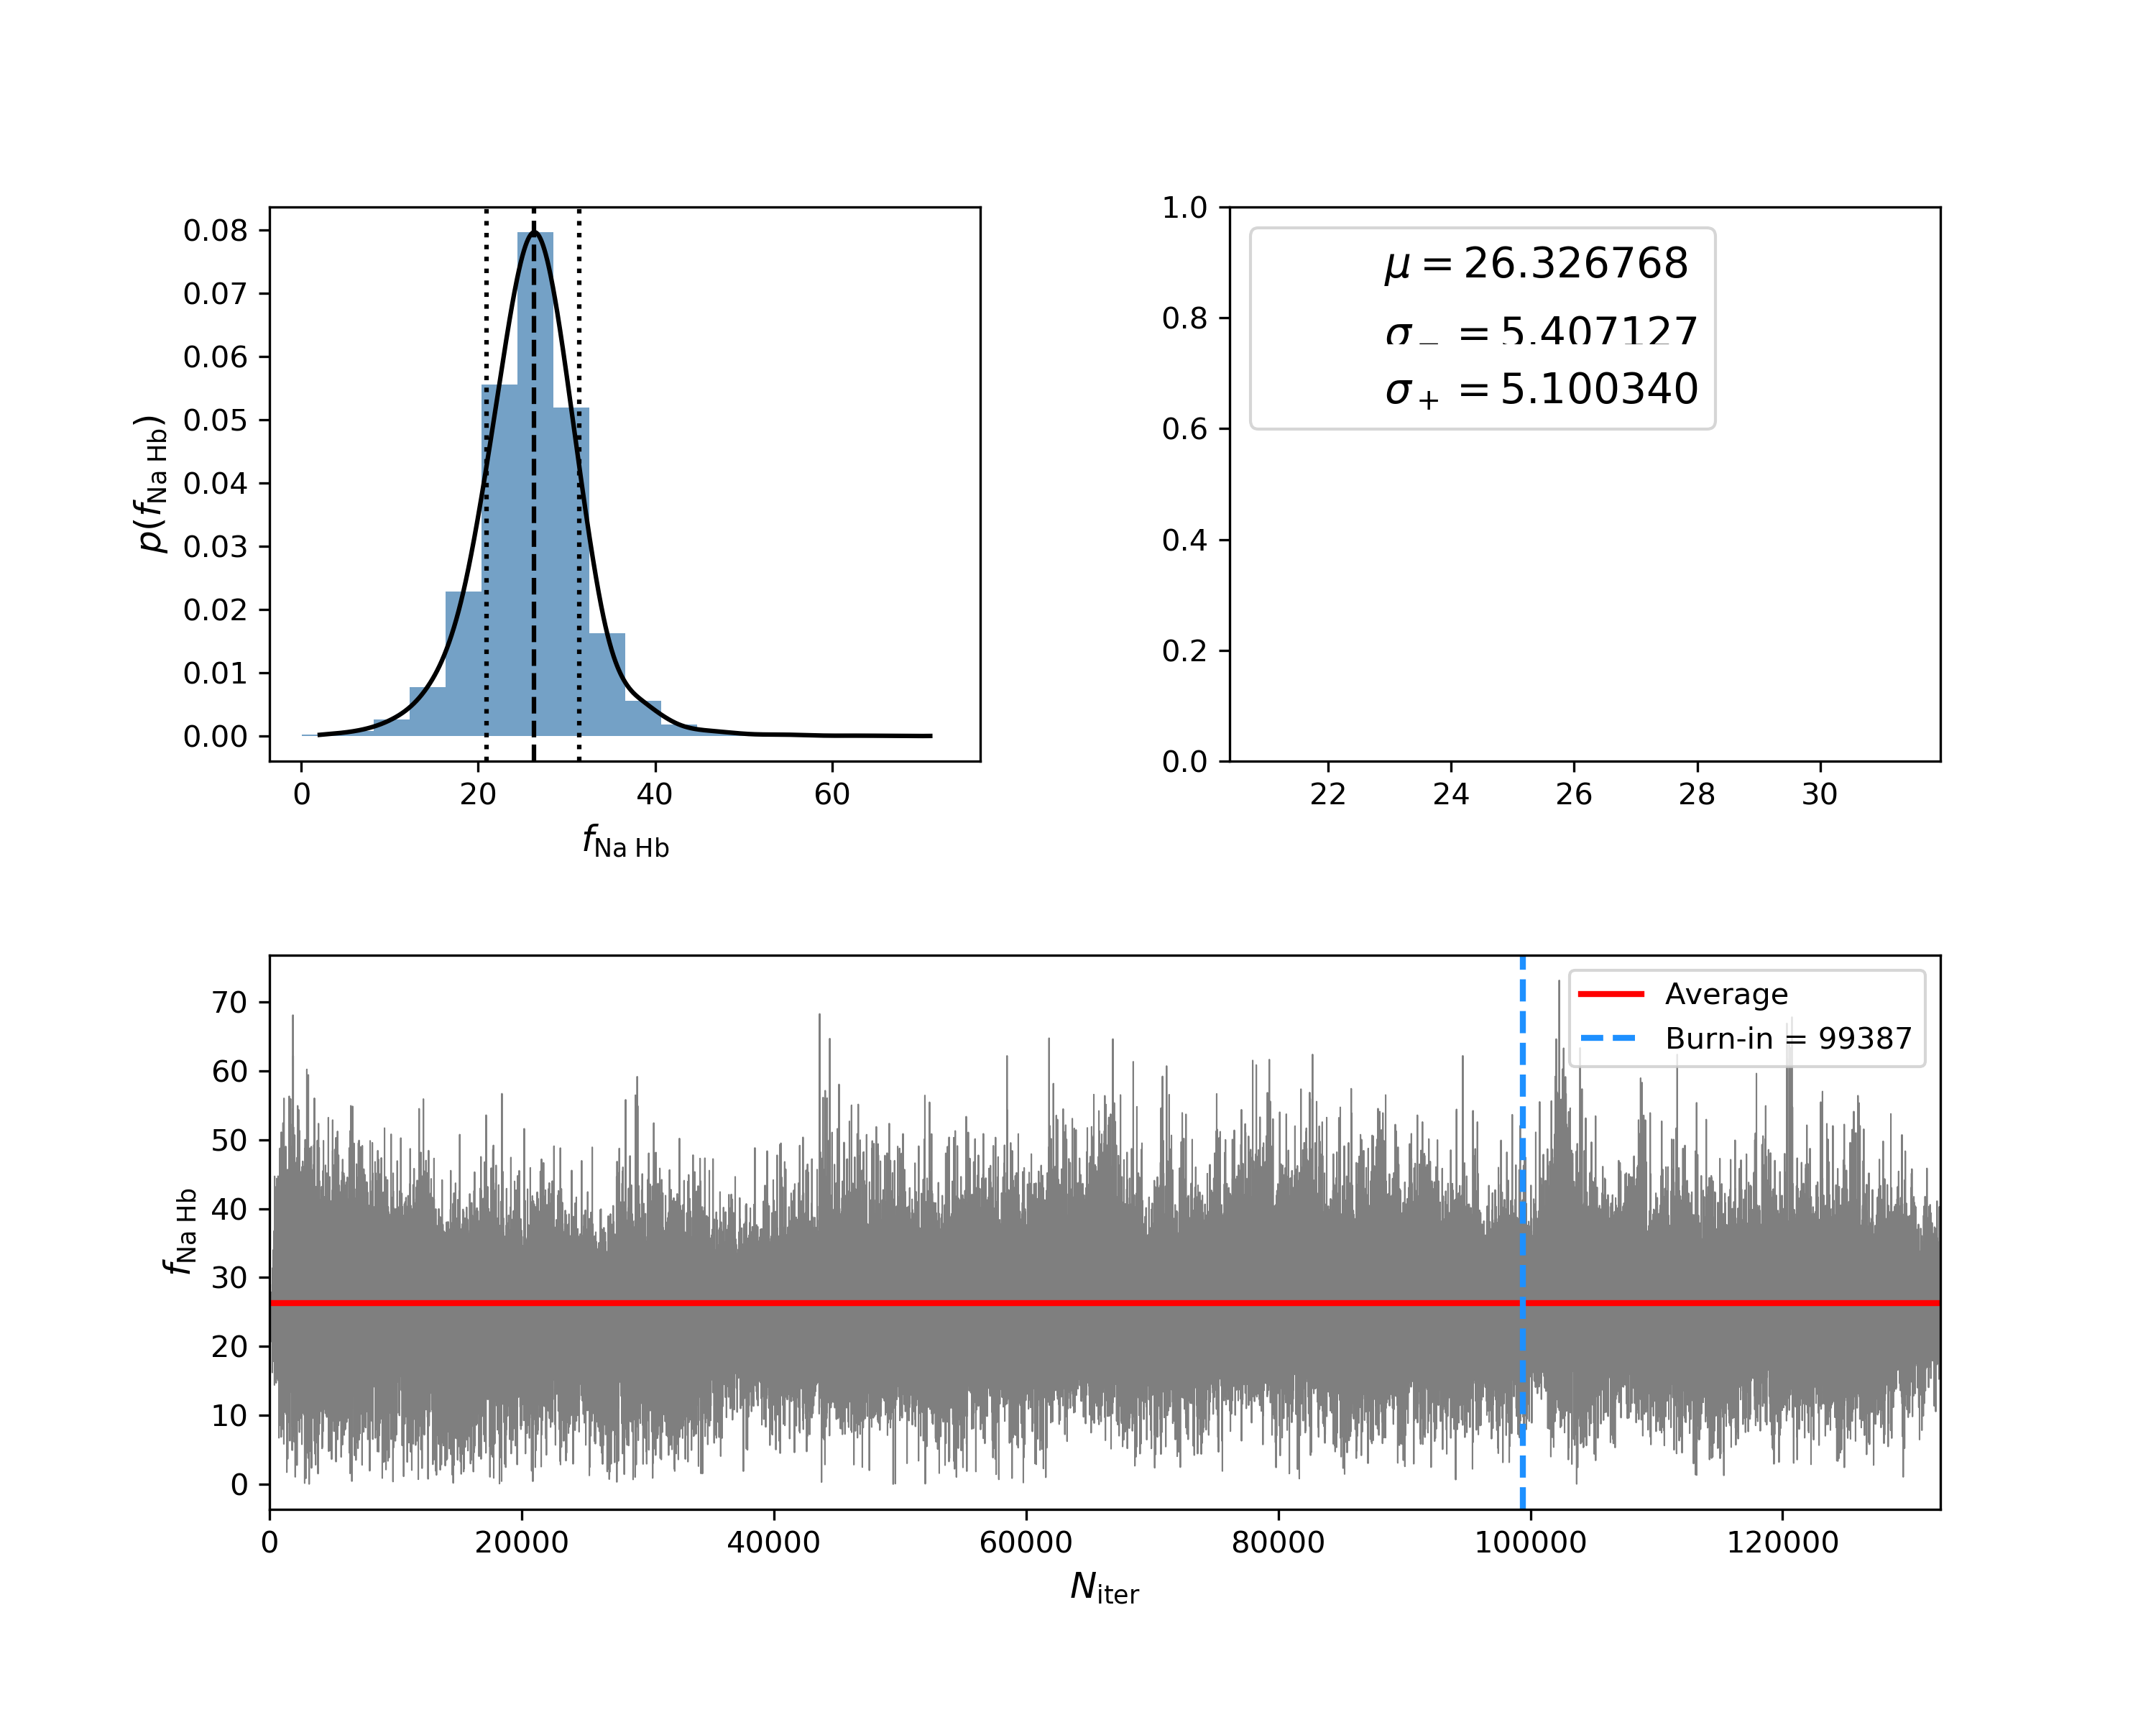 0.08
0.07
0.06
0.05
0.04
0.03
0.02
0.01
0.00
p(f_Na Hb)
0 20 40 60
f_Na Hb
1.0
0.8
0.6
0.4
0.2
0.0
μ = 26.326768
σ_− = 5.407127
σ_+ = 5.100340
22 24 26 28 30
70
60
50
40
30
20
10
0
f_Na Hb
Average
Burn-in = 99387
0 20000 40000 60000 80000 100000 120000
N_iter